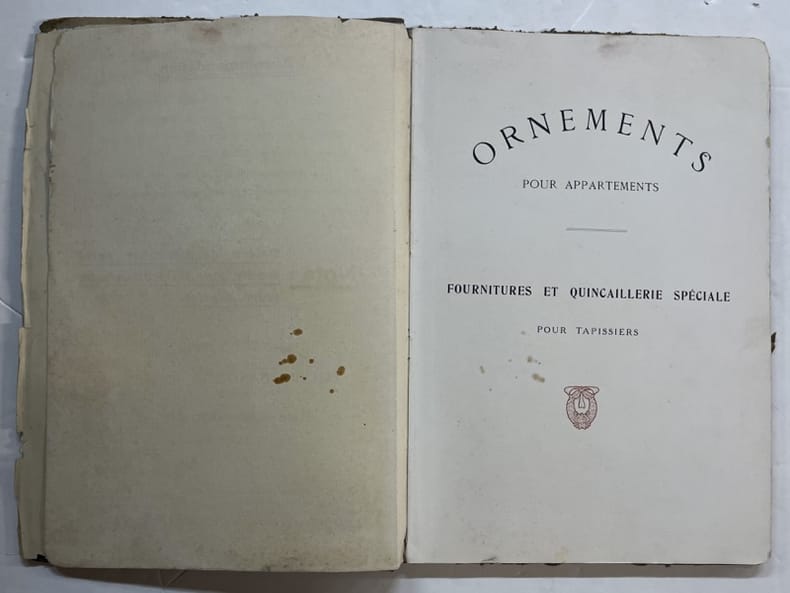 ORNEMENTS
POUR APPARTEMENTS
FOURNITURES ET QUINCAILLERIE SPÉCIALE
POUR TAPISSIERS